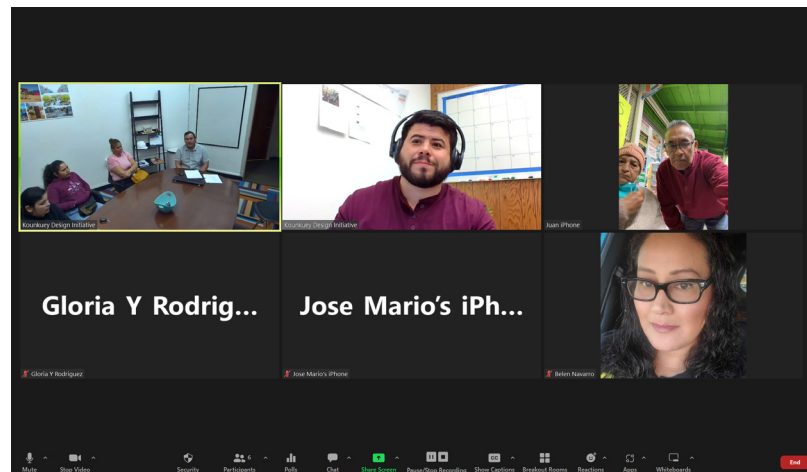 Kounkuey Design Initiative
Kounkuey Design Initiative
Juan iPhone
Gloria Y Rodrig...
Jose Mario's iPh...
Gloria Y Rodriguez
Jose Mario's iPhone
Belen Navarro
Mute
Stop Video
Security
Participants
6
Polls
Chat
Share Screen
Pause/Stop Recording
CC
Show Captions
Breakout Rooms
Reactions
Apps
Whiteboards
End